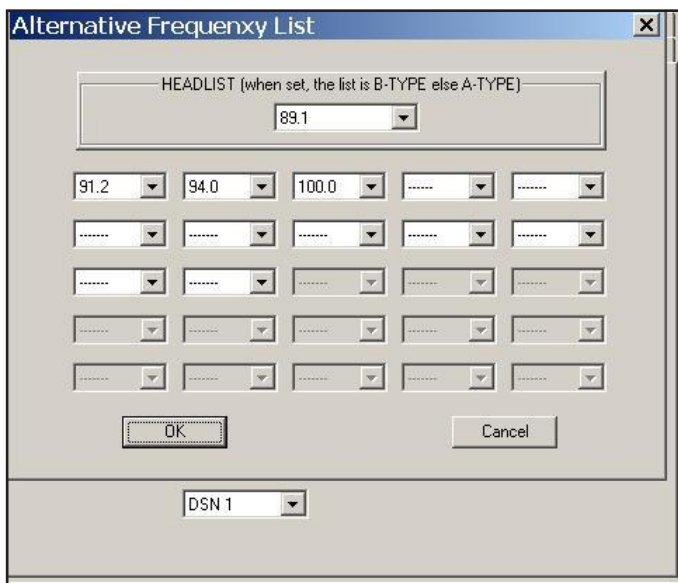 Alternative Frequenxy List
HEADLIST (when set, the list is B-TYPE else A-TYPE)
89.1
91.2 94.0 100.0 ------ ------
------ ------ ------ ------ ------
------ ------ ------ ------ ------
------ ------ ------ ------ ------
------ ------ ------ ------ ------
OK Cancel
DSN 1